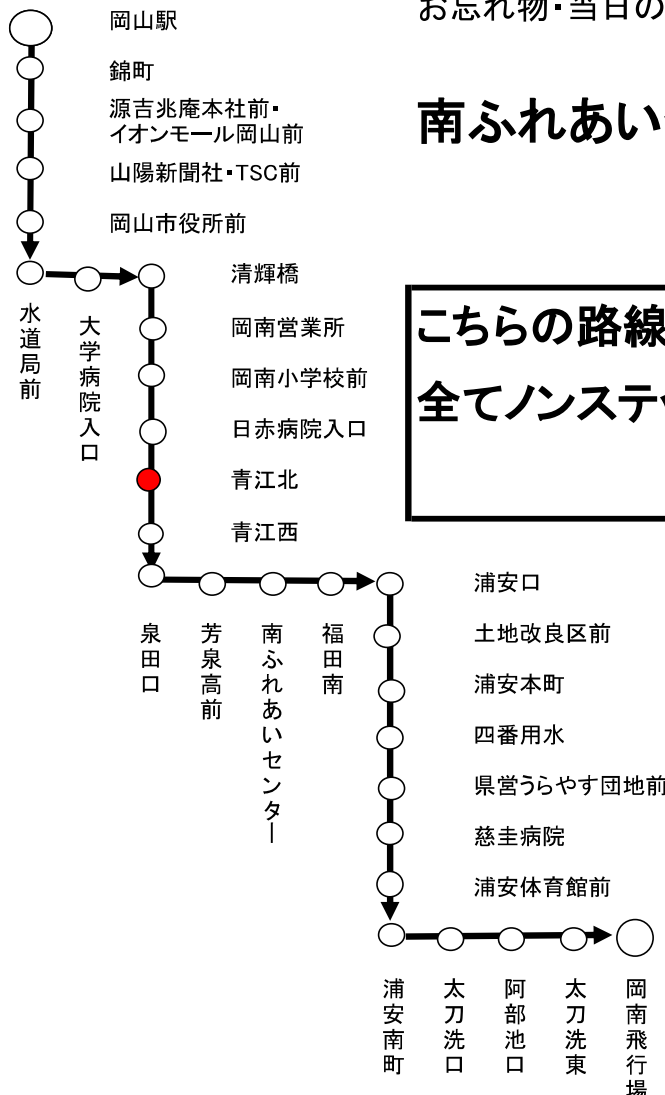 岡山駅
お忘れ物・当日の
錦町
源吉兆庵本社前・
イオンモール岡山前
南ふれあい
山陽新聞社・TSC前
岡山市役所前
水道局前
大学病院入口
清輝橋
こちらの路線
岡南営業所
岡南小学校前
全てノンステ
日赤病院入口
青江北
青江西
泉田口
芳泉高前
南ふれあいセンター
福田南
浦安口
土地改良区前
浦安本町
四番用水
県営うらやす団地前
慈圭病院
浦安体育館前
浦安南町
太刀洗口
阿部池口
太刀洗東
岡南飛行場